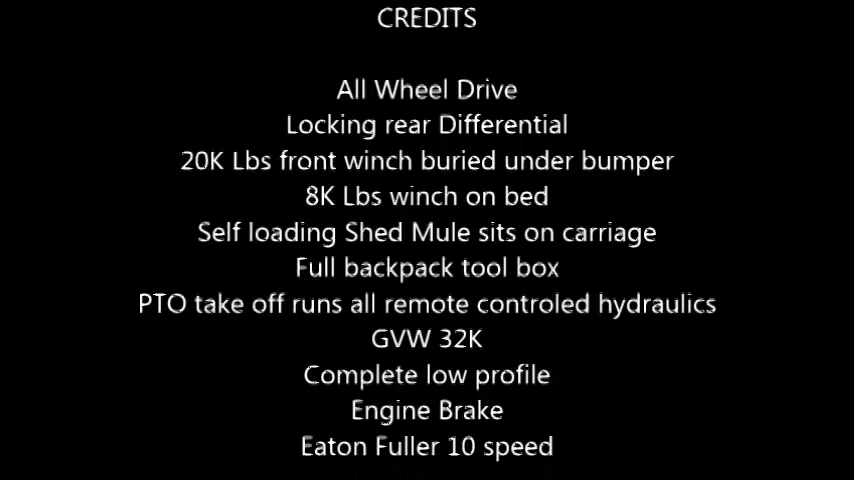 CREDITS
All Wheel Drive
Locking rear Differential
20K Lbs front winch buried under bumper
8K Lbs winch on bed
Self loading Shed Mule sits on carriage
Full backpack tool box
PTO take off runs all remote controled hydraulics
GVW 32K
Complete low profile
Engine Brake
Eaton Fuller 10 speed